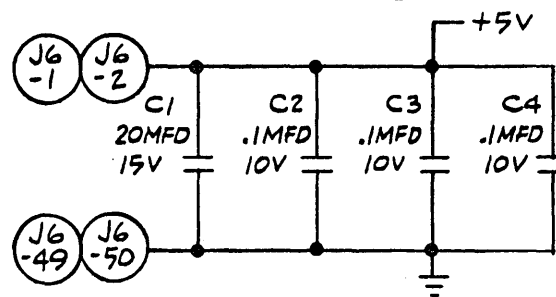 +5V
J6
-1
J6
-2
C1
20MFD
15V
C2
.1MFD
10V
C3
.1MFD
10V
C4
.1MFD
10V
J6
-49
J6
-50